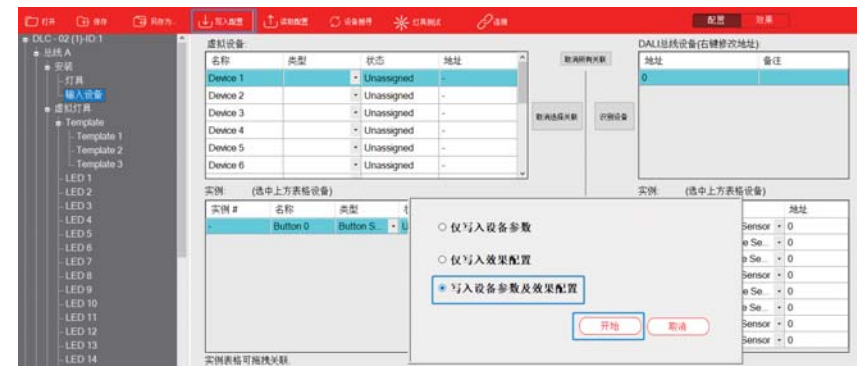 打开 保存 另存为.. 写入配置 读取配置 设备搜寻 灯具测试 连接 配置 效果
DLC - 02 (1)-ID:1
总线 A
安装
灯具
输入设备
虚拟灯具
Template
Template 1
Template 2
Template 3
LED 1
LED 2
LED 3
LED 4
LED 5
LED 6
LED 7
LED 8
LED 9
LED 10
LED 11
LED 12
LED 13
LED 14
虚拟设备:
名称 类型 状态 地址
Device 1 Unassigned -
Device 2 Unassigned -
Device 3 Unassigned -
Device 4 Unassigned -
Device 5 Unassigned -
Device 6 Unassigned -
取消所有关联
取消选择关联 识别设备
DALI总线设备(右键修改地址):
地址 备注
0
实例: (选中上方表格设备)
实例 # 名称 类型
- Button 0 Button S... U
实例表格可拖拽关联.
实例: (选中上方表格设备)
地址
Sensor 0
e Se... 0
e Se... 0
Sensor 0
e Se... 0
e Se... 0
Sensor 0
Sensor 0
仅写入设备参数
仅写入效果配置
写入设备参数及效果配置
开始 取消